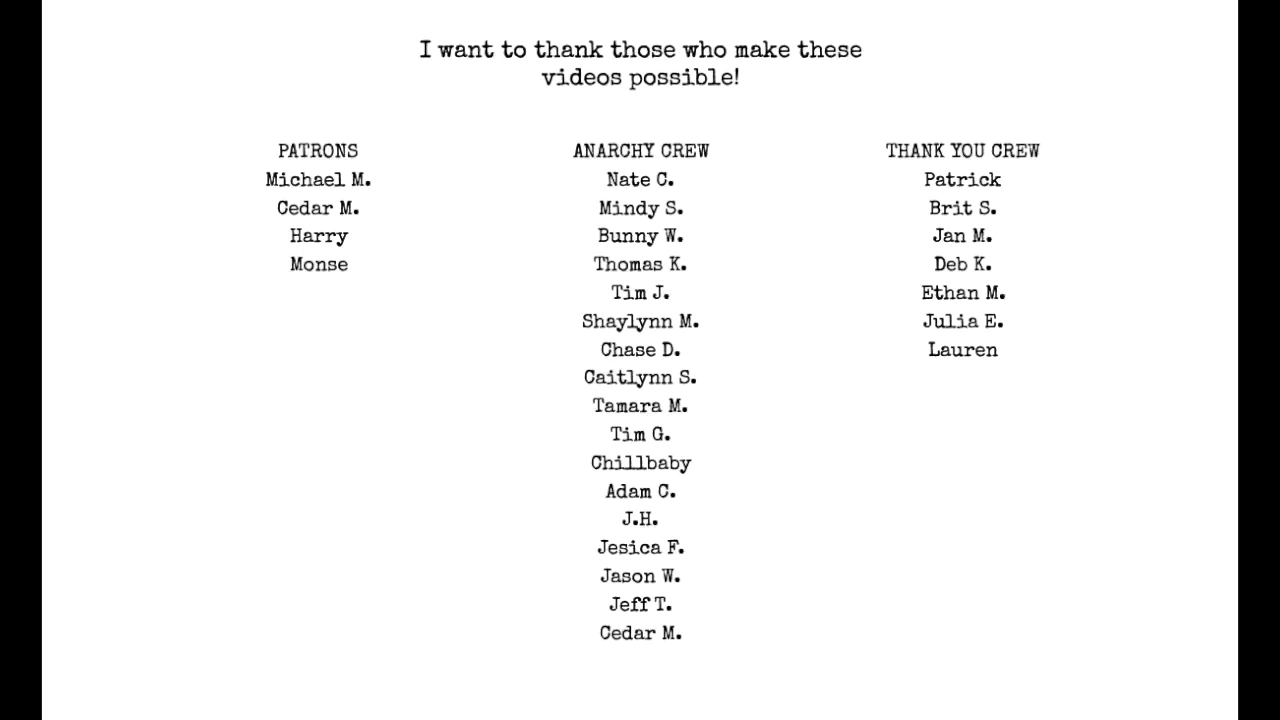 I want to thank those who make these
videos possible!
PATRONS
Michael M.
Cedar M.
Harry
Monse
ANARCHY CREW
Nate C.
Mindy S.
Bunny W.
Thomas K.
Tim J.
Shaylynn M.
Chase D.
Caitlynn S.
Tamara M.
Tim G.
Chillbaby
Adam C.
J.H.
Jesica F.
Jason W.
Jeff T.
Cedar M.
THANK YOU CREW
Patrick
Brit S.
Jan M.
Deb K.
Ethan M.
Julia E.
Lauren